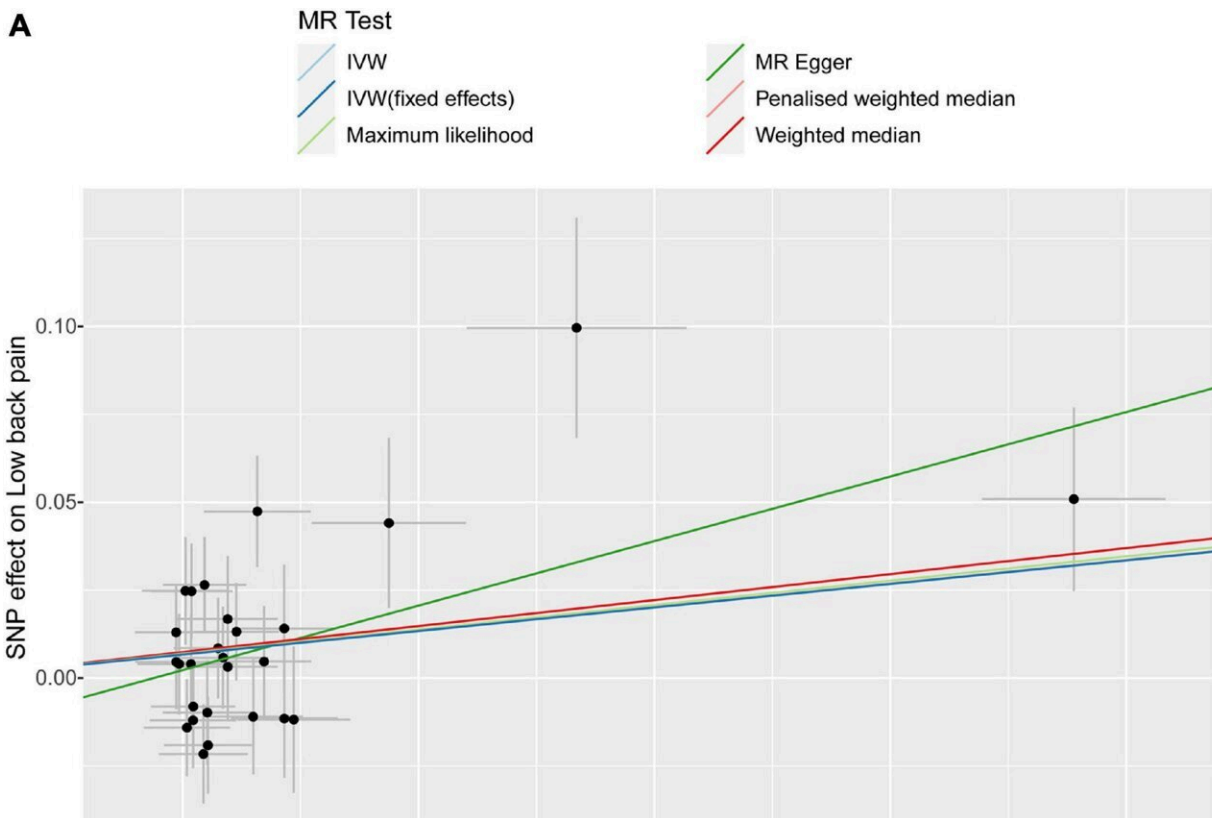 A
MR Test
IVW
IVW(fixed effects)
Maximum likelihood
MR Egger
Penalised weighted median
Weighted median
SNP effect on Low back pain
0.10-
0.05-
0.00-